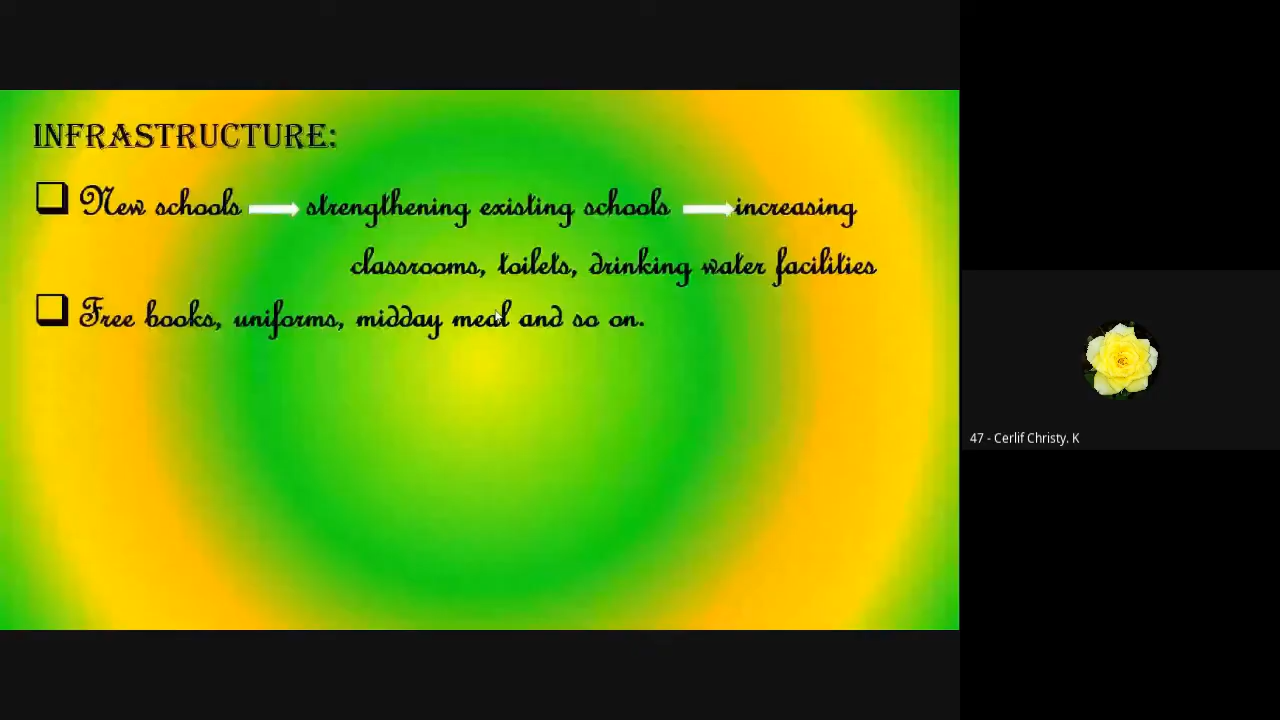 INFRASTRUCTURE:
New schools strengthening existing schools increasing
classrooms, toilets, drinking water facilities
Free books, uniforms, midday meal and so on.
47 - Cerlif Christy. K